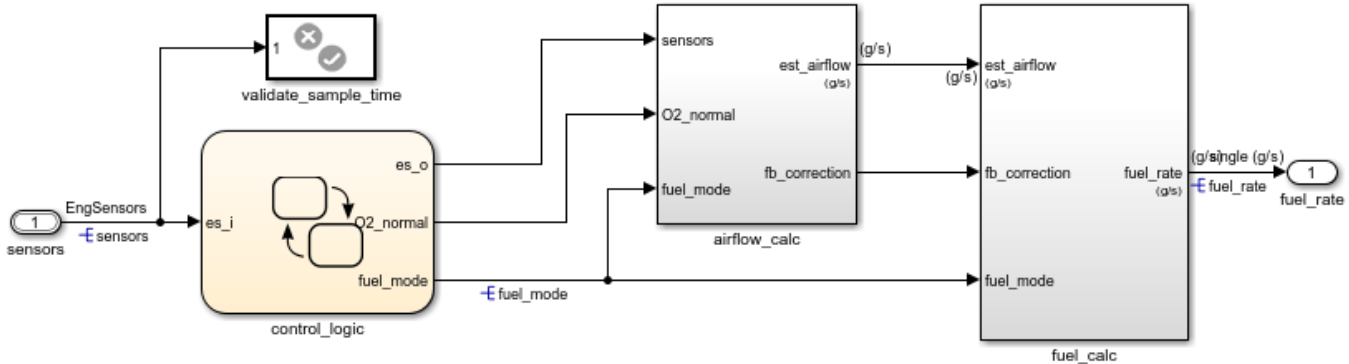 1
validate_sample_time
1
sensors
EngSensors
sensors
es_i
es_o
O2_normal
fuel_mode
control_logic
fuel_mode
sensors
O2_normal
fuel_mode
est_airflow
(g/s)
fb_correction
airflow_calc
(g/s)
(g/s)
est_airflow
(g/s)
fb_correction
fuel_mode
fuel_rate
(g/s)
fuel_calc
(g/s)
single (g/s)
fuel_rate
1
fuel_rate